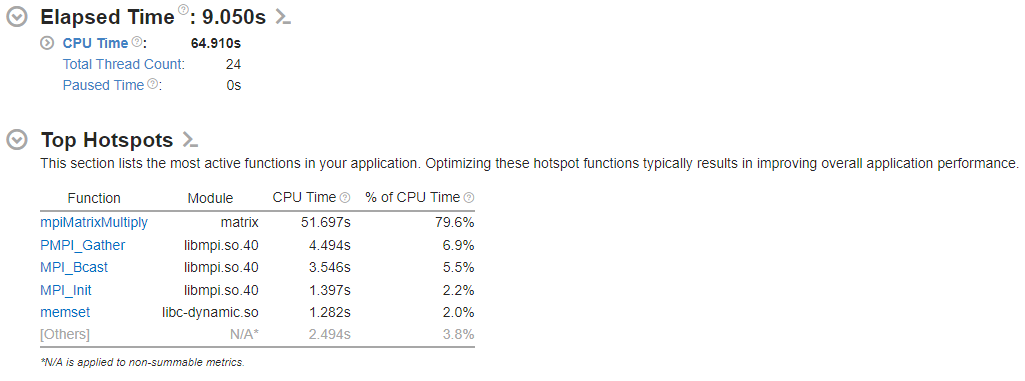 Elapsed Time ?: 9.050s
CPU Time ?: 64.910s
Total Thread Count: 24
Paused Time ?: 0s
Top Hotspots
This section lists the most active functions in your application. Optimizing these hotspot functions typically results in improving overall application performance.
Function Module CPU Time ? % of CPU Time ?
mpiMatrixMultiply matrix 51.697s 79.6%
PMPI_Gather libmpi.so.40 4.494s 6.9%
MPI_Bcast libmpi.so.40 3.546s 5.5%
MPI_Init libmpi.so.40 1.397s 2.2%
memset libc-dynamic.so 1.282s 2.0%
[Others] N/A* 2.494s 3.8%
*N/A is applied to non-summable metrics.